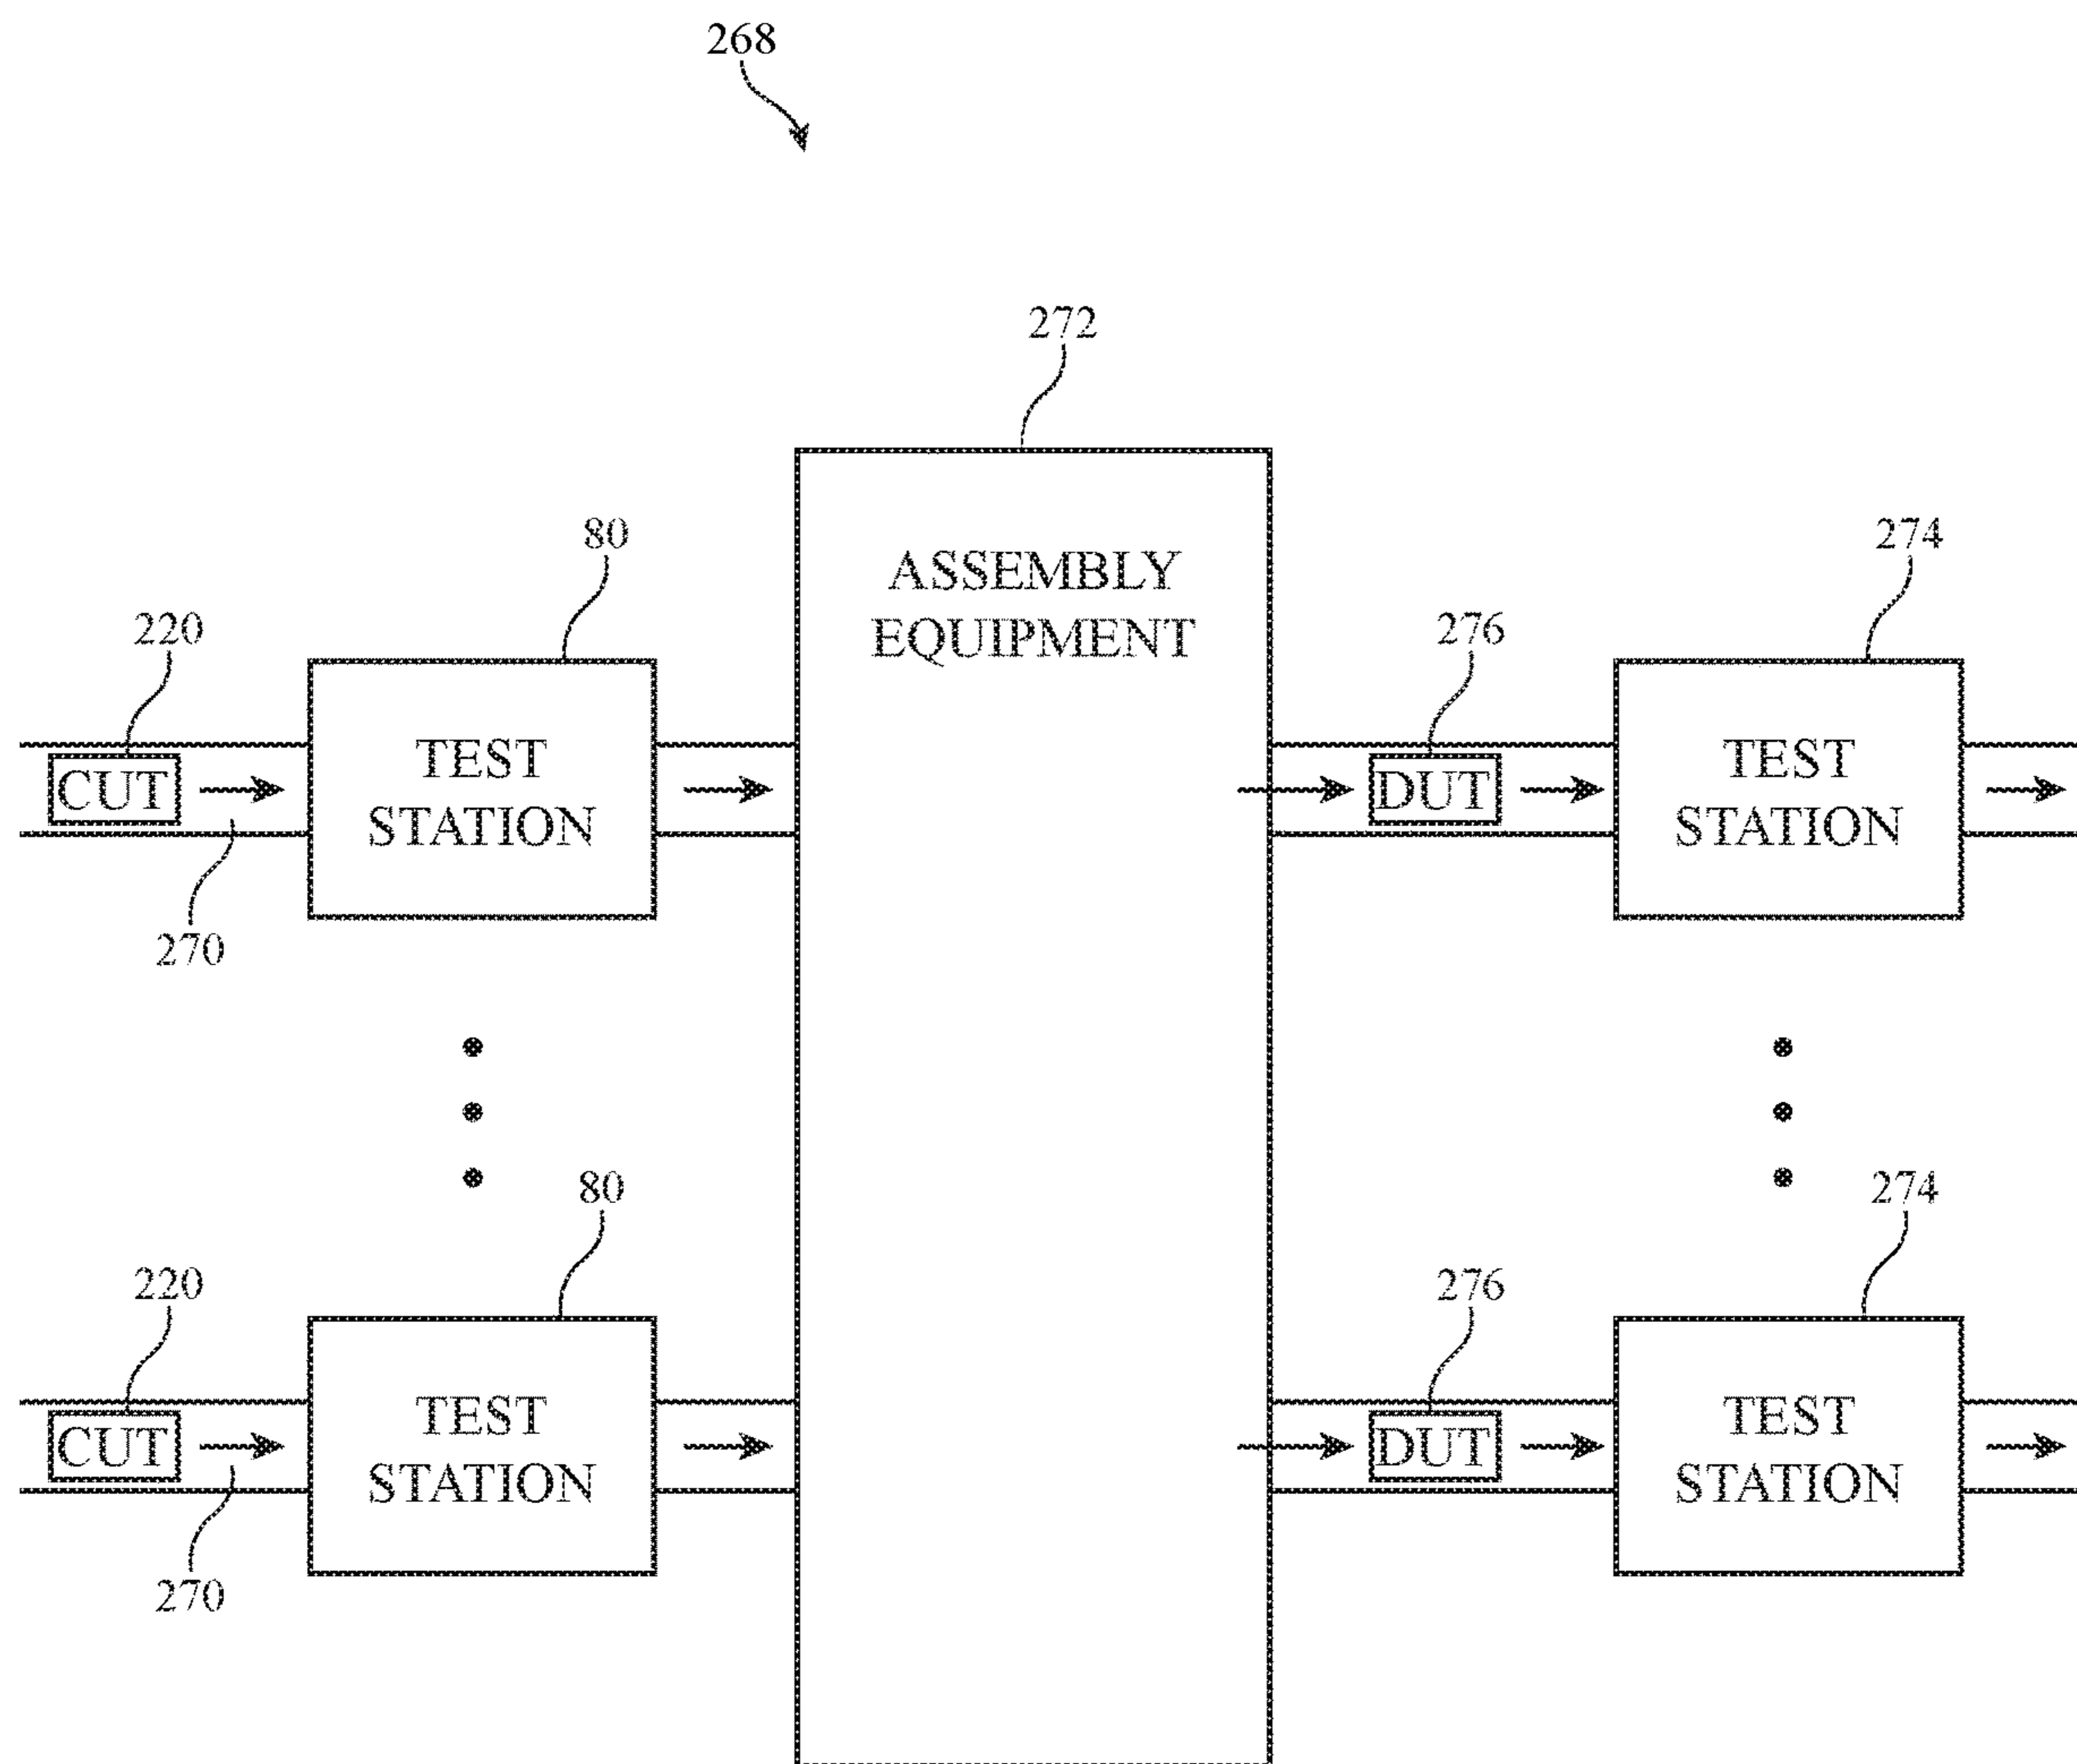 268
272
80
274
220
276
ASSEMBLY
EQUIPMENT
TEST
STATION
CUT
DUT
TEST
STATION
270
80
274
220
276
TEST
STATION
CUT
DUT
TEST
STATION
270